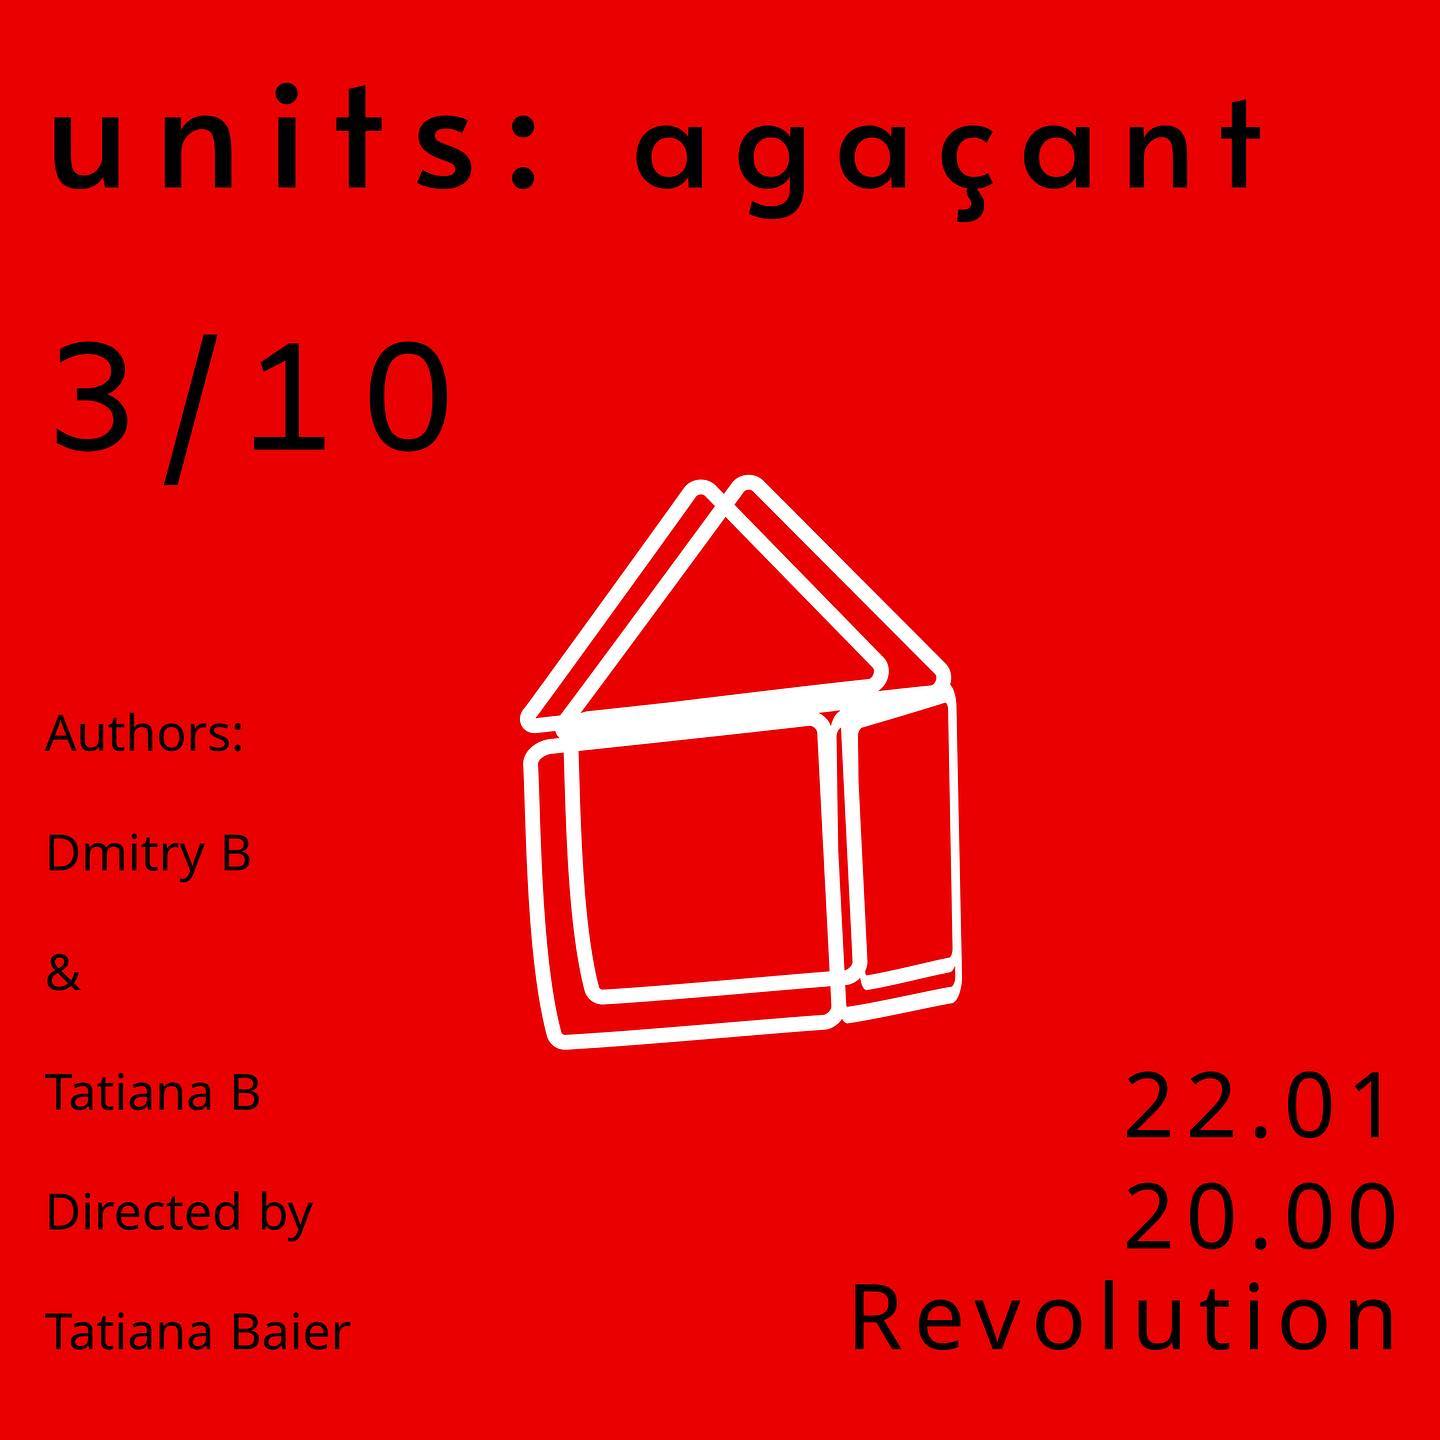 units: agaçant
3/10
Authors:
Dmitry B
&
Tatiana B
Directed by
Tatiana Baier
22.01
20.00
Revolution